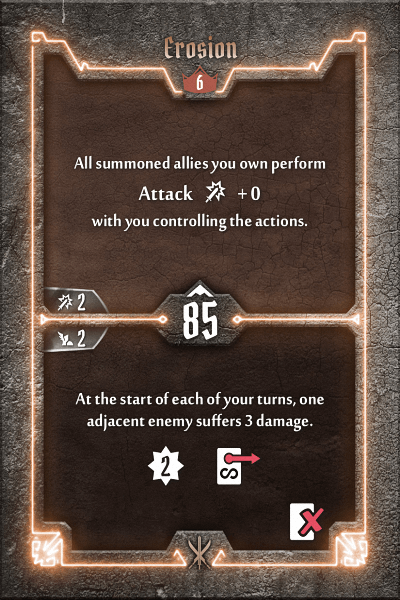 Erosion
6
All summoned allies you own perform
Attack +0
with you controlling the actions.
2
85
2
At the start of each of your turns, one
adjacent enemy suffers 3 damage.
2